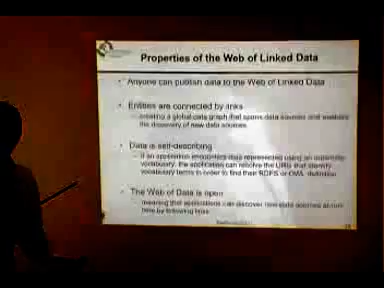 Properties of the Web of Linked Data
Anyone can publish data to the Web of Linked Data
Entities are connected by links
creating a global data graph that spans data sources and enables
the discovery of new data sources.
Data is self-describing
If an application encounters data represented using an
vocabulary, the application can resolve the URIs that identify
vocabulary terms in order to find their RDFS or OWL definition.
The Web of Data is open
meaning that applications can discover new data sources at run-
time by following links.